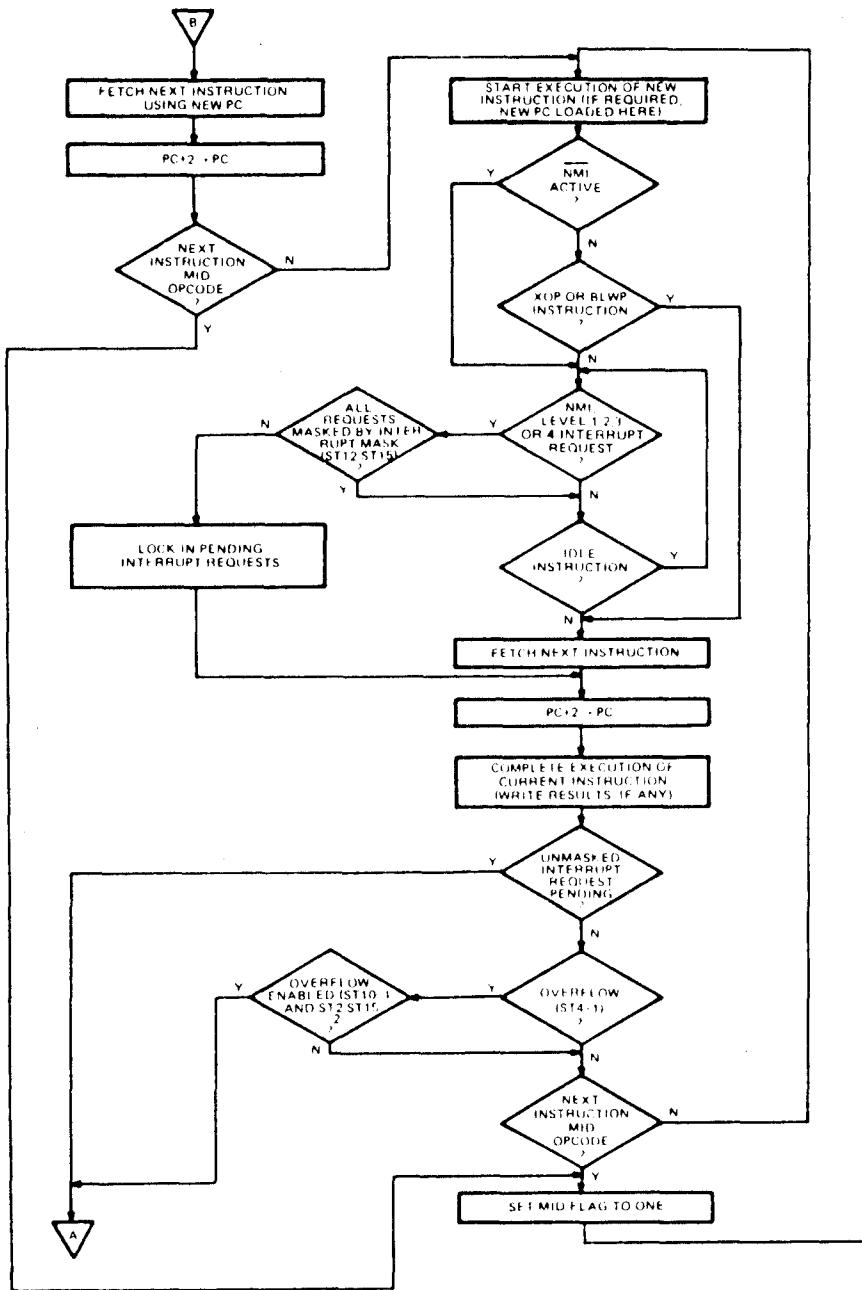 B
FETCH NEXT INSTRUCTION
USING NEW PC
PC+2→PC
NEXT
INSTRUCTION
MID
OPCODE
?
N
Y
START EXECUTION OF NEW
INSTRUCTION (IF REQUIRED,
NEW PC LOADED HERE)
NMI
ACTIVE
?
Y
N
XOP OR BLWP
INSTRUCTION
?
Y
N
NMI,
LEVEL 1,2,3
OR 4 INTERRUPT
REQUEST
?
Y
N
ALL
REQUESTS
MASKED BY INTER
RUPT MASK
(ST12 ST15)
?
N
Y
LOCK IN PENDING
INTERRUPT REQUESTS
IDLE
INSTRUCTION
?
Y
N
FETCH NEXT INSTRUCTION
PC+2→PC
COMPLETE EXECUTION OF
CURRENT INSTRUCTION
(WRITE RESULTS, IF ANY)
UNMASKED
INTERRUPT
REQUEST
PENDING
?
Y
N
OVERFLOW
(ST4-1)
?
Y
N
OVERFLOW
ENABLED (ST10-1
AND ST2 ST15
2
?
Y
N
NEXT
INSTRUCTION
MID
OPCODE
?
N
Y
SET MID FLAG TO ONE
A